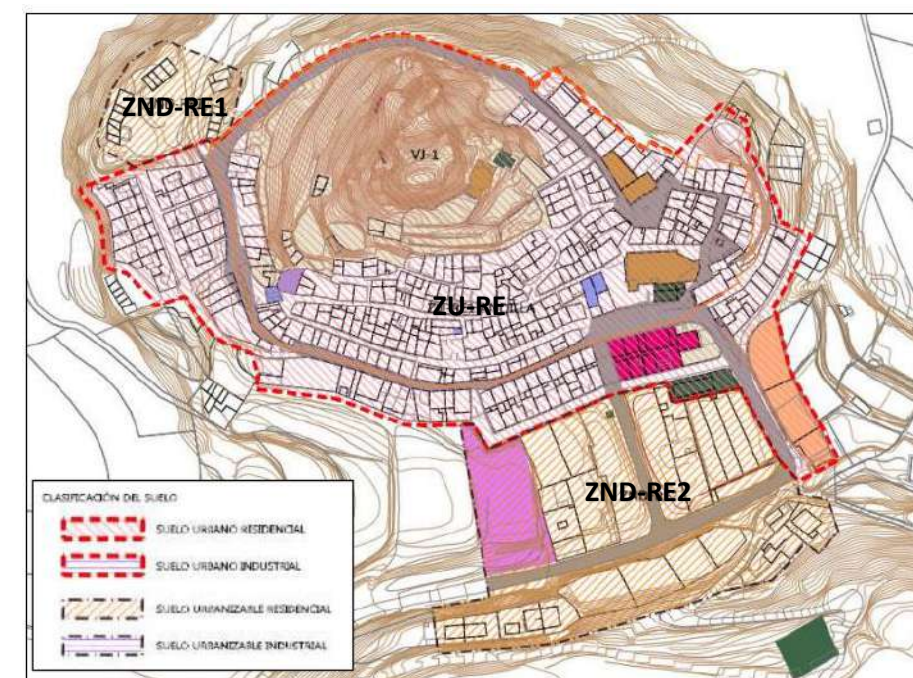 ZND-RE1
VJ-1
ZU-RE
ZND-RE2
CLASIFICACIÓN DEL SUELO
SUELO URBANO RESIDENCIAL
SUELO URBANO INDUSTRIAL
SUELO URBANIZABLE RESIDENCIAL
SUELO URBANIZABLE INDUSTRIAL